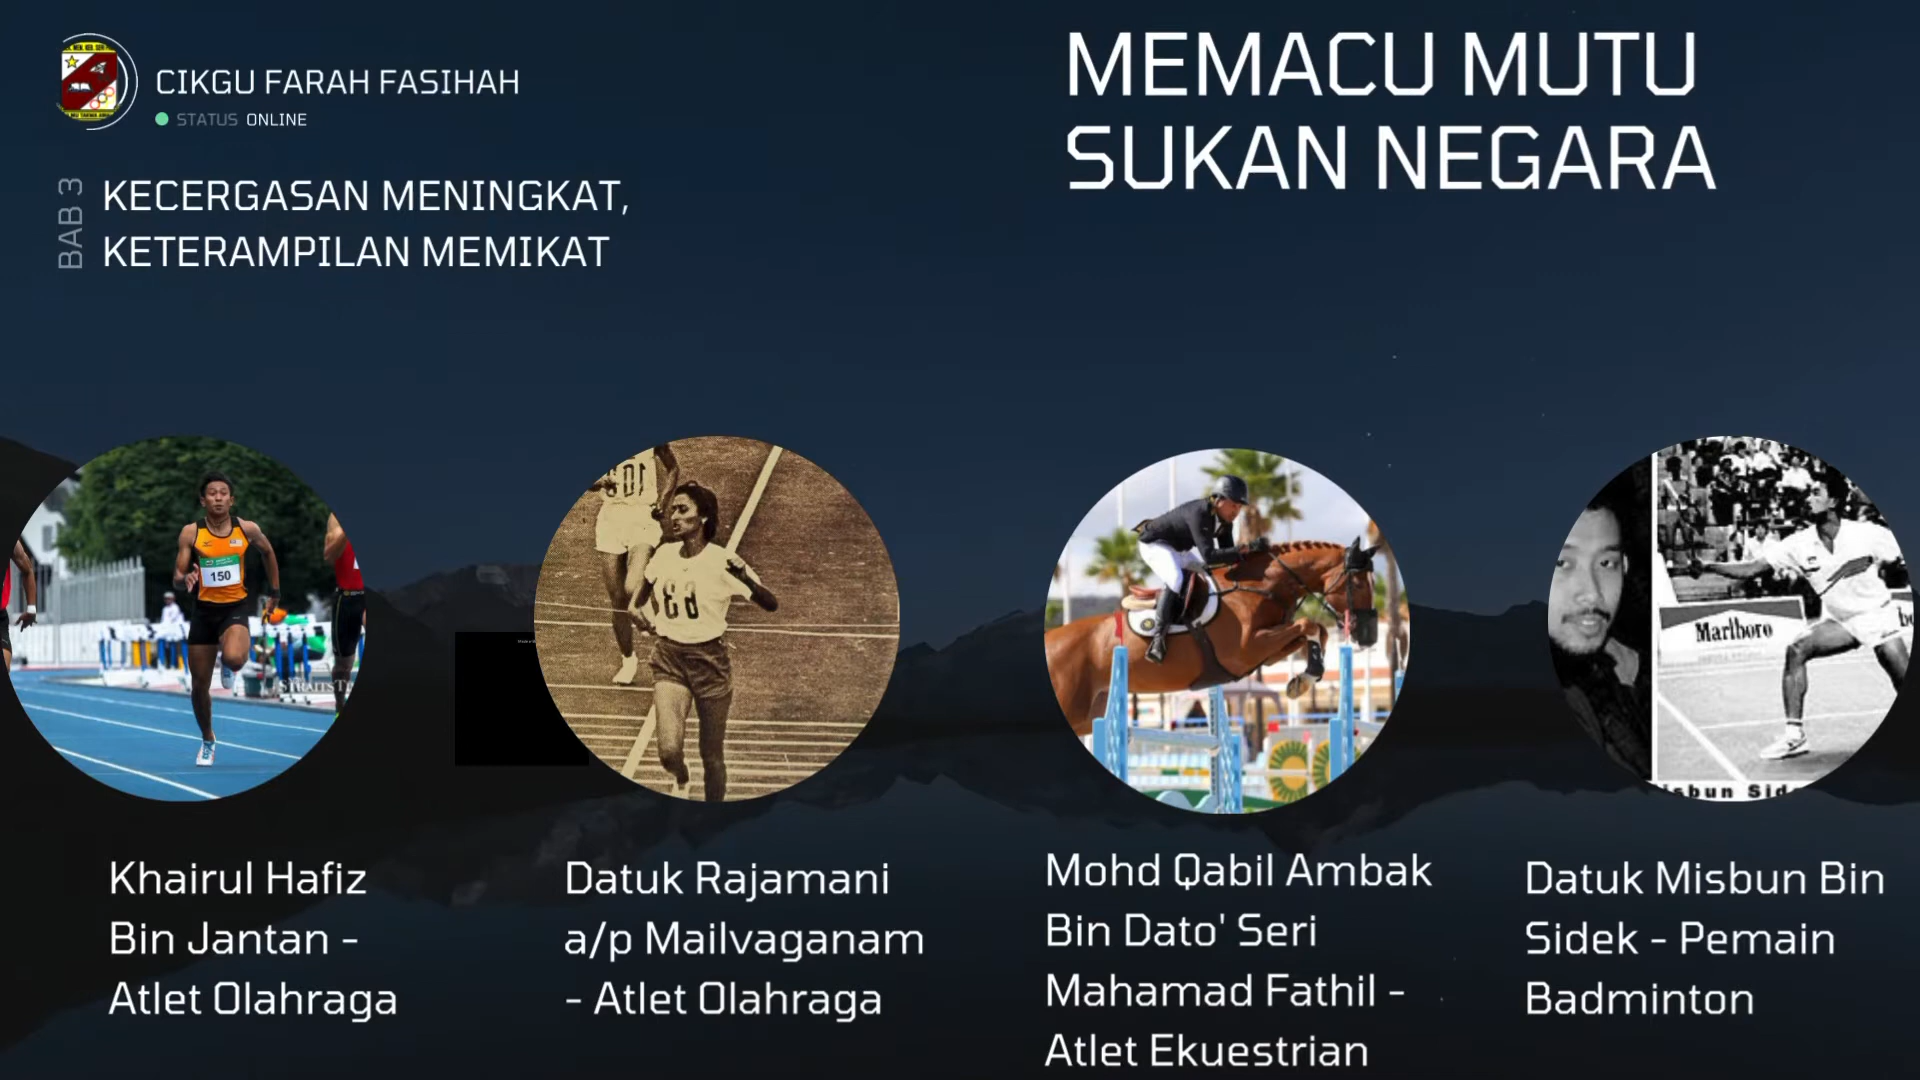 CIKGU FARAH FASIHAH
STATUS ONLINE
BAB 3
KECERGASAN MENINGKAT,
KETERAMPILAN MEMIKAT
MEMACU MUTU
SUKAN NEGARA
150
Marlboro
Khairul Hafiz
Bin Jantan -
Atlet Olahraga
Datuk Rajamani
a/p Mailvaganam
- Atlet Olahraga
Mohd Qabil Ambak
Bin Dato' Seri
Mahamad Fathil -
Atlet Ekuestrian
Datuk Misbun Bin
Sidek - Pemain
Badminton